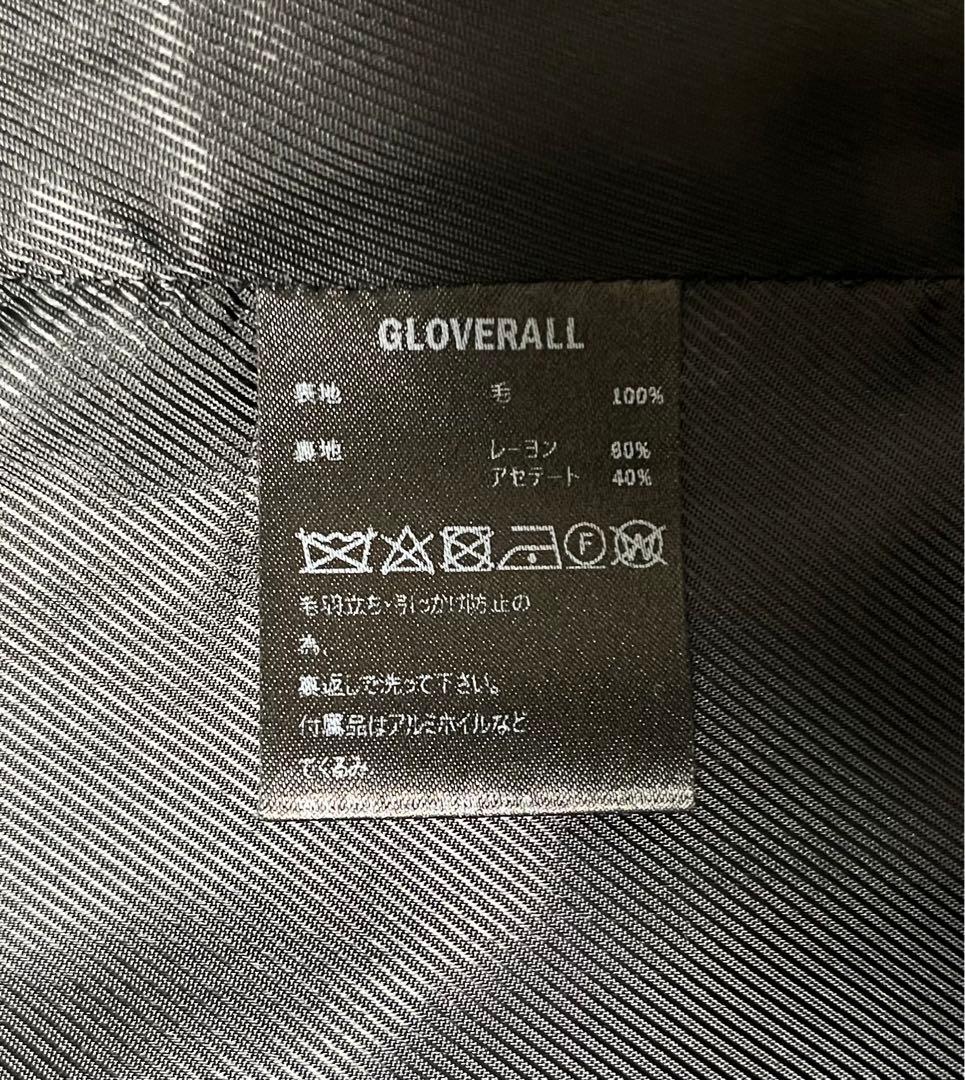 GLOVERALL
表地 毛 100%
裏地 レーヨン 60%
アセテート 40%
F W
毛羽立ち・引っかけ防止の
為、
裏返しで洗って下さい。
付属品はアルミホイルなど
でくるみ